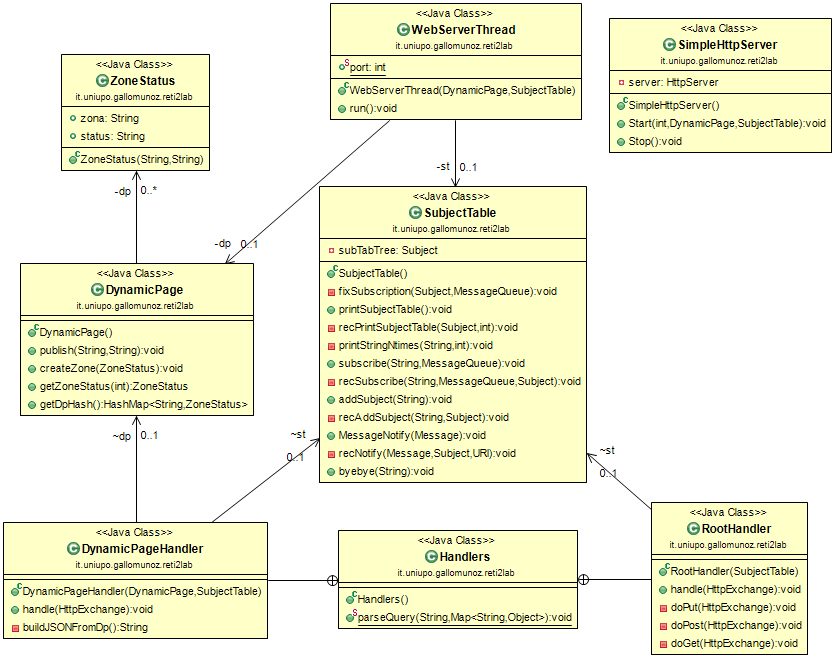 <<Java Class>>
ZoneStatus
it.uniupo.gallomunoz.reti2lab
zona: String
status: String
ZoneStatus(String,String)
<<Java Class>>
WebServerThread
it.uniupo.gallomunoz.reti2lab
port: int
WebServerThread(DynamicPage,SubjectTable)
run():void
<<Java Class>>
SimpleHttpServer
it.uniupo.gallomunoz.reti2lab
server: HttpServer
SimpleHttpServer()
Start(int,DynamicPage,SubjectTable):void
Stop():void
-dp 0..*
-st 0..1
-dp 0..1
<<Java Class>>
DynamicPage
it.uniupo.gallomunoz.reti2lab
DynamicPage()
publish(String,String):void
createZone(ZoneStatus):void
getZoneStatus(int):ZoneStatus
getDpHash():HashMap<String,ZoneStatus>
<<Java Class>>
SubjectTable
it.uniupo.gallomunoz.reti2lab
subTabTree: Subject
SubjectTable()
fixSubscription(Subject,MessageQueue):void
printSubjectTable():void
recPrintSubjectTable(Subject,int):void
printStringNtimes(String,int):void
subscribe(String,MessageQueue):void
recSubscribe(String,MessageQueue,Subject):void
addSubject(String):void
recAddSubject(String,Subject):void
MessageNotify(Message):void
recNotify(Message,Subject,URI):void
byebye(String):void
~dp 0..1
~st
0..1
~st
0..1
<<Java Class>>
DynamicPageHandler
it.uniupo.gallomunoz.reti2lab
DynamicPageHandler(DynamicPage,SubjectTable)
handle(HttpExchange):void
buildJSONFromDp():String
<<Java Class>>
Handlers
it.uniupo.gallomunoz.reti2lab
Handlers()
parseQuery(String,Map<String,Object>):void
<<Java Class>>
RootHandler
it.uniupo.gallomunoz.reti2lab
RootHandler(SubjectTable)
handle(HttpExchange):void
doPut(HttpExchange):void
doPost(HttpExchange):void
doGet(HttpExchange):void